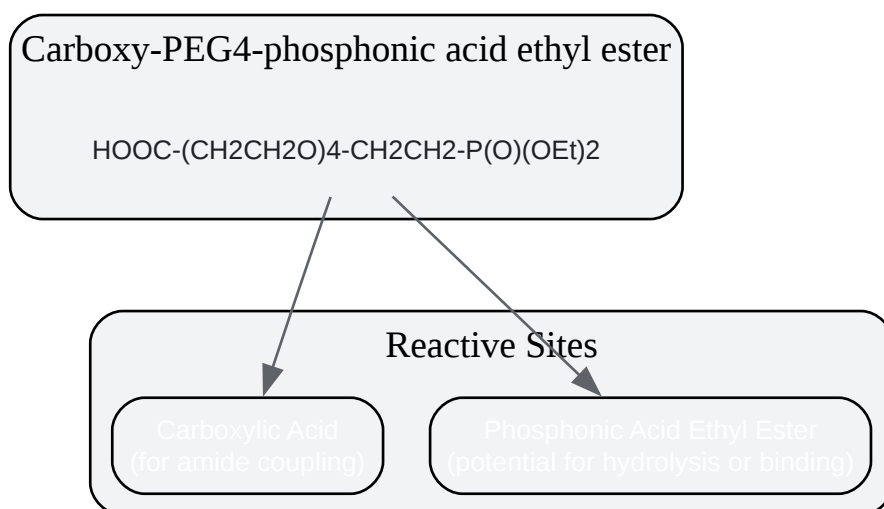 Carboxy-PEG4-phosphonic acid ethyl ester
HOOC-(CH2CH2O)4-CH2CH2-P(O)(OEt)2
Reactive Sites
Carboxylic Acid
(for amide coupling)
Phosphonic Acid Ethyl Ester
(potential for hydrolysis or binding)